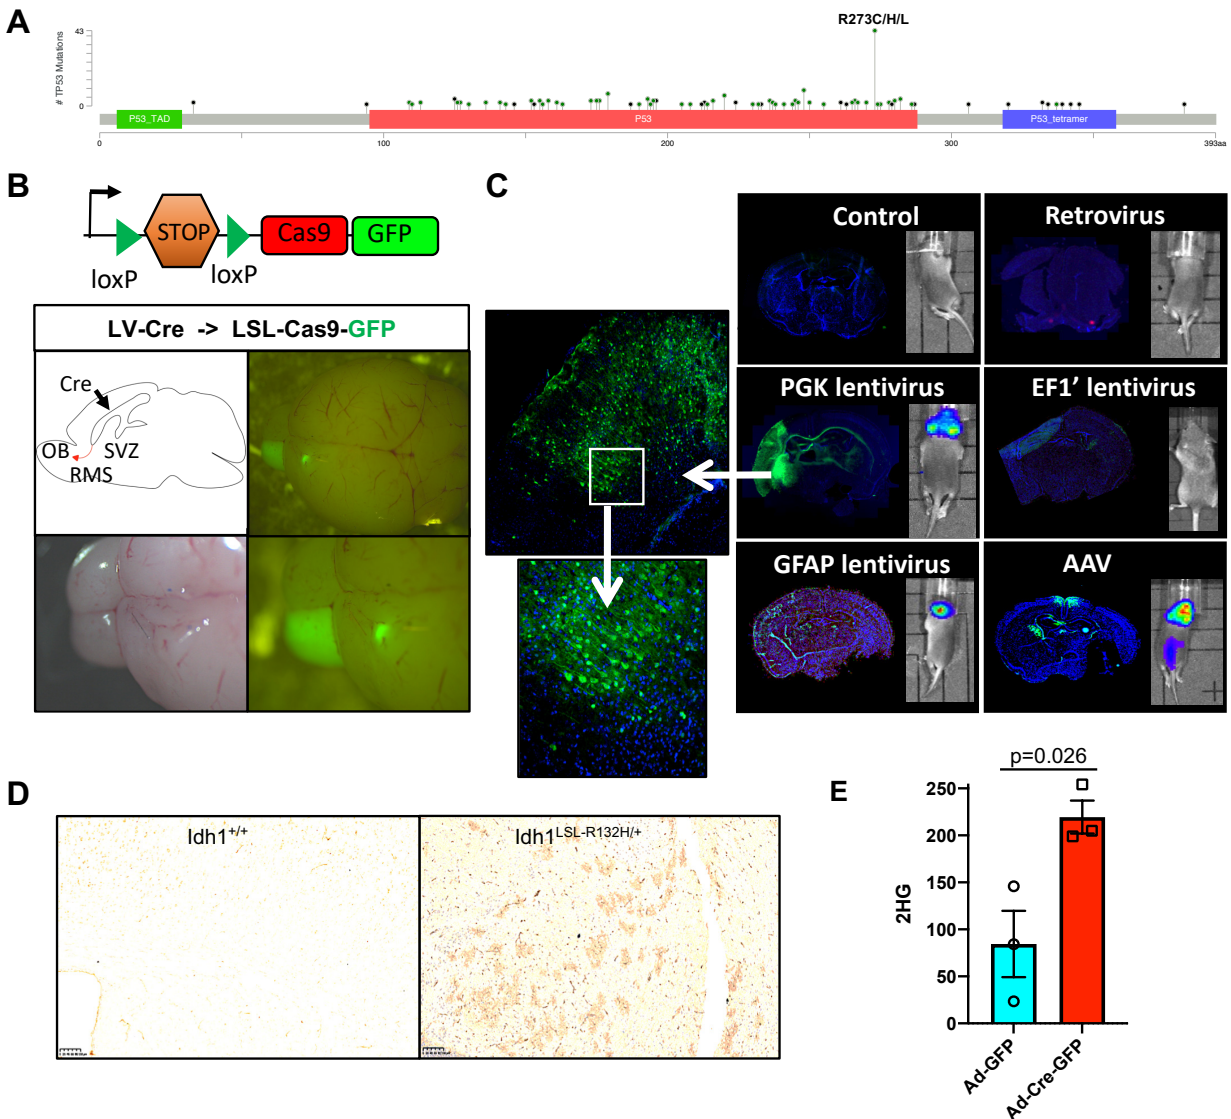 A
R273C/H/L
# TP53 Mutations
43
0
P53_TAD
P53
P53_tetramer
0
100
200
300
393aa
B
STOP
Cas9
GFP
loxP
loxP
LV-Cre -> LSL-Cas9-GFP
Cre
OB
SVZ
RMS
C
Control
Retrovirus
PGK lentivirus
EF1' lentivirus
GFAP lentivirus
AAV
D
Idh1+/+
Idh1LSL-R132H/+
E
p=0.026
2HG
250
200
150
100
50
0
Ad-GFP
Ad-Cre-GFP